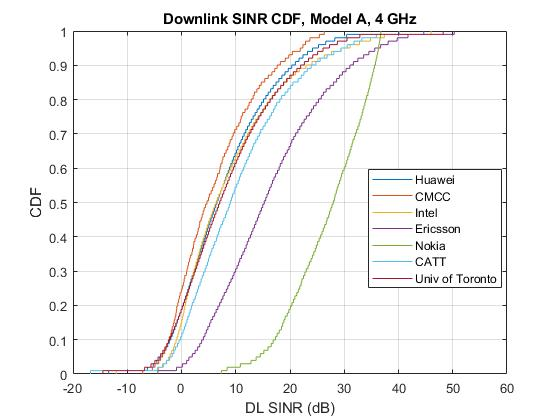 Downlink SINR CDF, Model A, 4 GHz
1
0.9
0.8
0.7
0.6
0.5
0.4
0.3
0.2
0.1
0
CDF
Huawei
CMCC
Intel
Ericsson
Nokia
CATT
Univ of Toronto
-20 -10 0 10 20 30 40 50 60
DL SINR (dB)